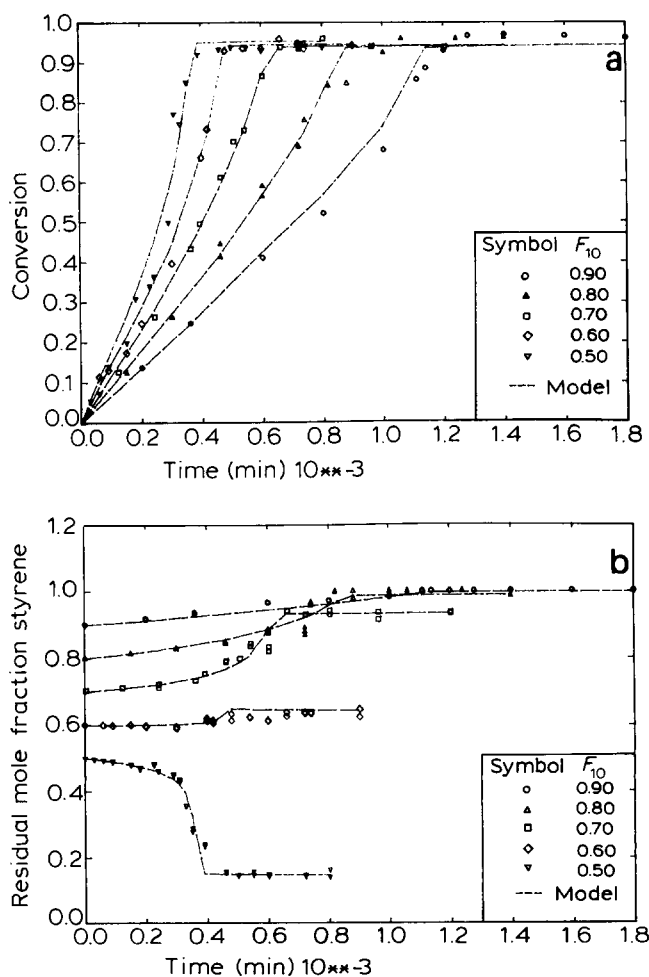 a
1.0
0.9
0.8
0.7
0.6
0.5
0.4
0.3
0.2
0.1
0.0
Conversion
0.0 0.2 0.4 0.6 0.8 1.0 1.2 1.4 1.6 1.8
Time (min) 10**-3
Symbol F10
0.90
0.80
0.70
0.60
0.50
Model
b
1.2
1.0
0.8
0.6
0.4
0.2
0.0
Residual mole fraction styrene
0.0 0.2 0.4 0.6 0.8 1.0 1.2 1.4 1.6 1.8
Time (min) 10**-3
Symbol F10
0.90
0.80
0.70
0.60
0.50
Model